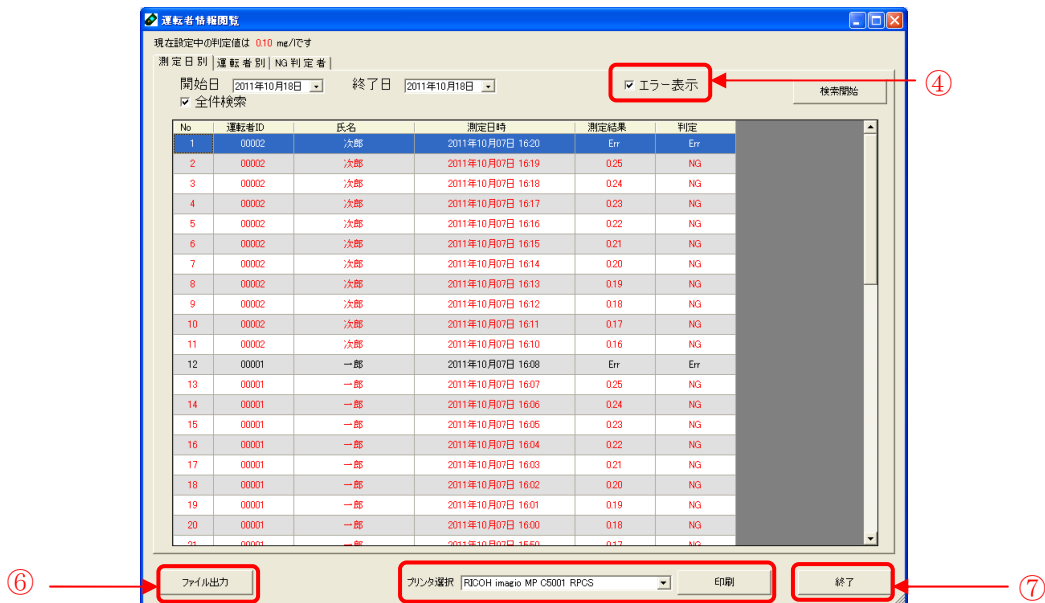 運転者情報閲覧
現在設定中の判定値は 0.10 mg/lです
測定日別 運転者別 NG判定者
開始日 2011年10月18日 終了日 2011年10月18日 エラー表示 検索開始 ④
全件検索
No 運転者ID 氏名 測定日時 測定結果 判定
1 00002 次郎 2011年10月07日 16:20 Err Err
2 00002 次郎 2011年10月07日 16:19 0.25 NG
3 00002 次郎 2011年10月07日 16:18 0.24 NG
4 00002 次郎 2011年10月07日 16:17 0.23 NG
5 00002 次郎 2011年10月07日 16:16 0.22 NG
6 00002 次郎 2011年10月07日 16:15 0.21 NG
7 00002 次郎 2011年10月07日 16:14 0.20 NG
8 00002 次郎 2011年10月07日 16:13 0.19 NG
9 00002 次郎 2011年10月07日 16:12 0.18 NG
10 00002 次郎 2011年10月07日 16:11 0.17 NG
11 00002 次郎 2011年10月07日 16:10 0.16 NG
12 00001 一郎 2011年10月07日 16:08 Err Err
13 00001 一郎 2011年10月07日 16:07 0.25 NG
14 00001 一郎 2011年10月07日 16:06 0.24 NG
15 00001 一郎 2011年10月07日 16:05 0.23 NG
16 00001 一郎 2011年10月07日 16:04 0.22 NG
17 00001 一郎 2011年10月07日 16:03 0.21 NG
18 00001 一郎 2011年10月07日 16:02 0.20 NG
19 00001 一郎 2011年10月07日 16:01 0.19 NG
20 00001 一郎 2011年10月07日 16:00 0.18 NG
21 00001 一郎 2011年10月07日 15:59 0.17 NG
⑥ ファイル出力 プリンタ選択 RICOH imagio MP C5001 RPCS 印刷 終了 ⑦